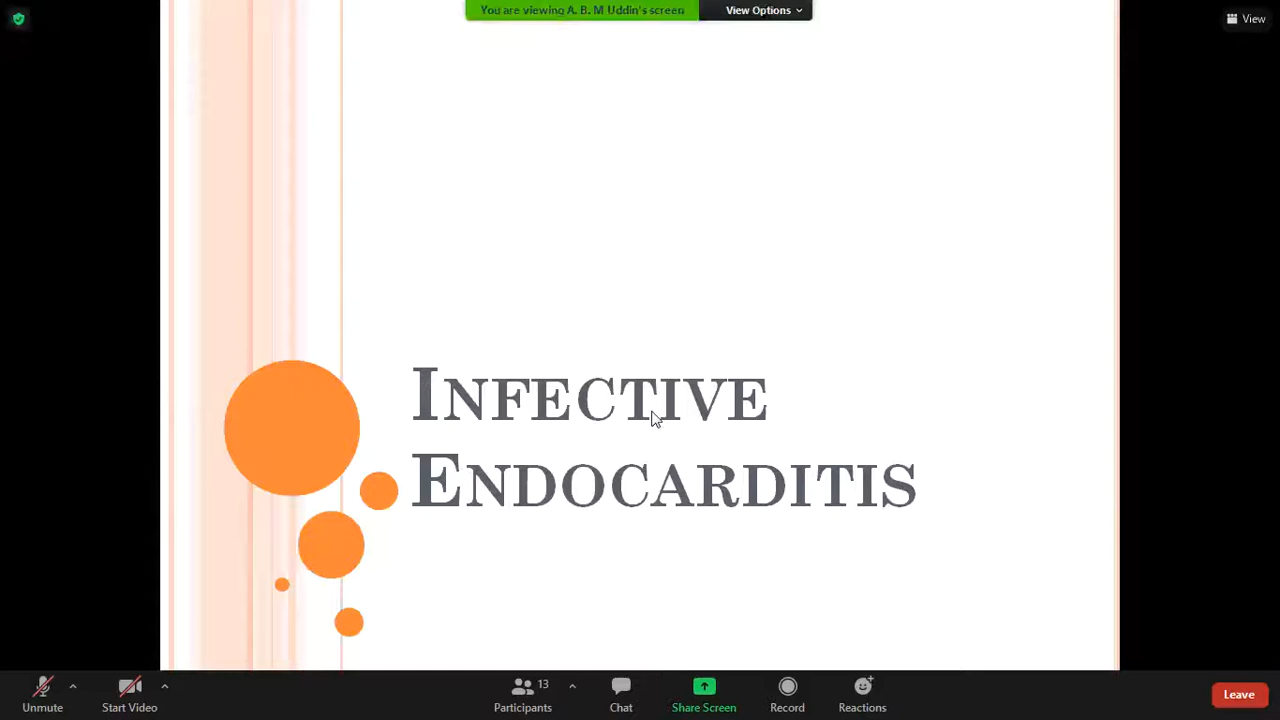 You are viewing A. B. M Uddin's screen
View Options
View
INFECTIVE
ENDOCARDITIS
Unmute
Start Video
13
Participants
Chat
Share Screen
Record
Reactions
Leave